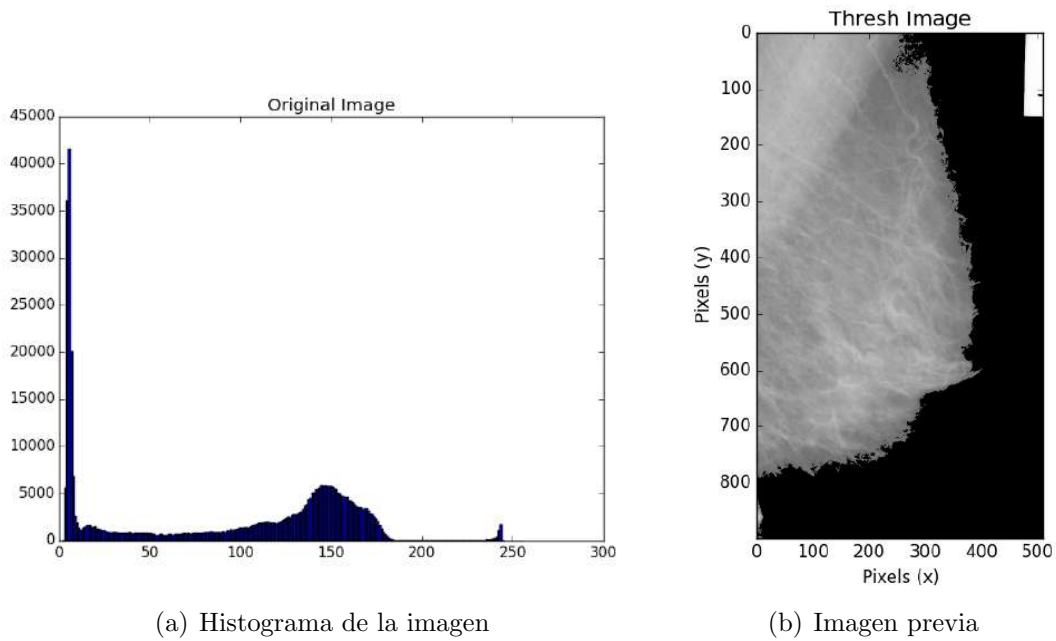 Original Image
45000
40000
35000
30000
25000
20000
15000
10000
5000
0
0 50 100 150 200 250 300
(a) Histograma de la imagen
Thresh Image
0
100
200
300
400
500
600
700
800
Pixels (y)
0 100 200 300 400 500
Pixels (x)
(b) Imagen previa